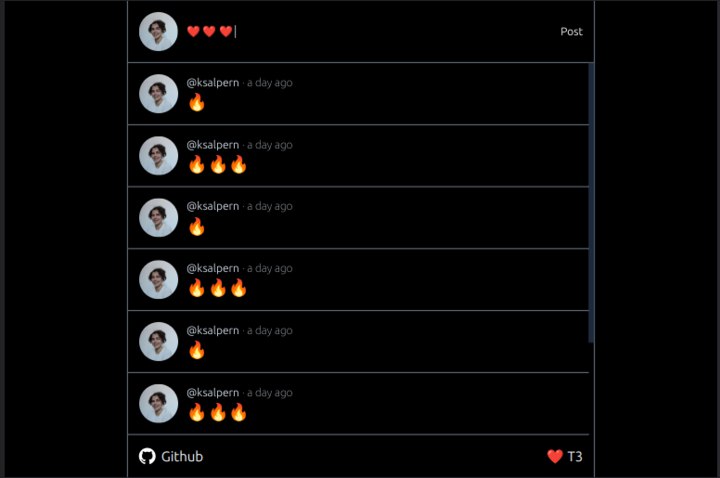 ❤️ ❤️ ❤️
Post
@ksalpern · a day ago
🔥
@ksalpern · a day ago
🔥🔥🔥
@ksalpern · a day ago
🔥
@ksalpern · a day ago
🔥🔥🔥
@ksalpern · a day ago
🔥
@ksalpern · a day ago
🔥🔥🔥
Github
❤️ T3